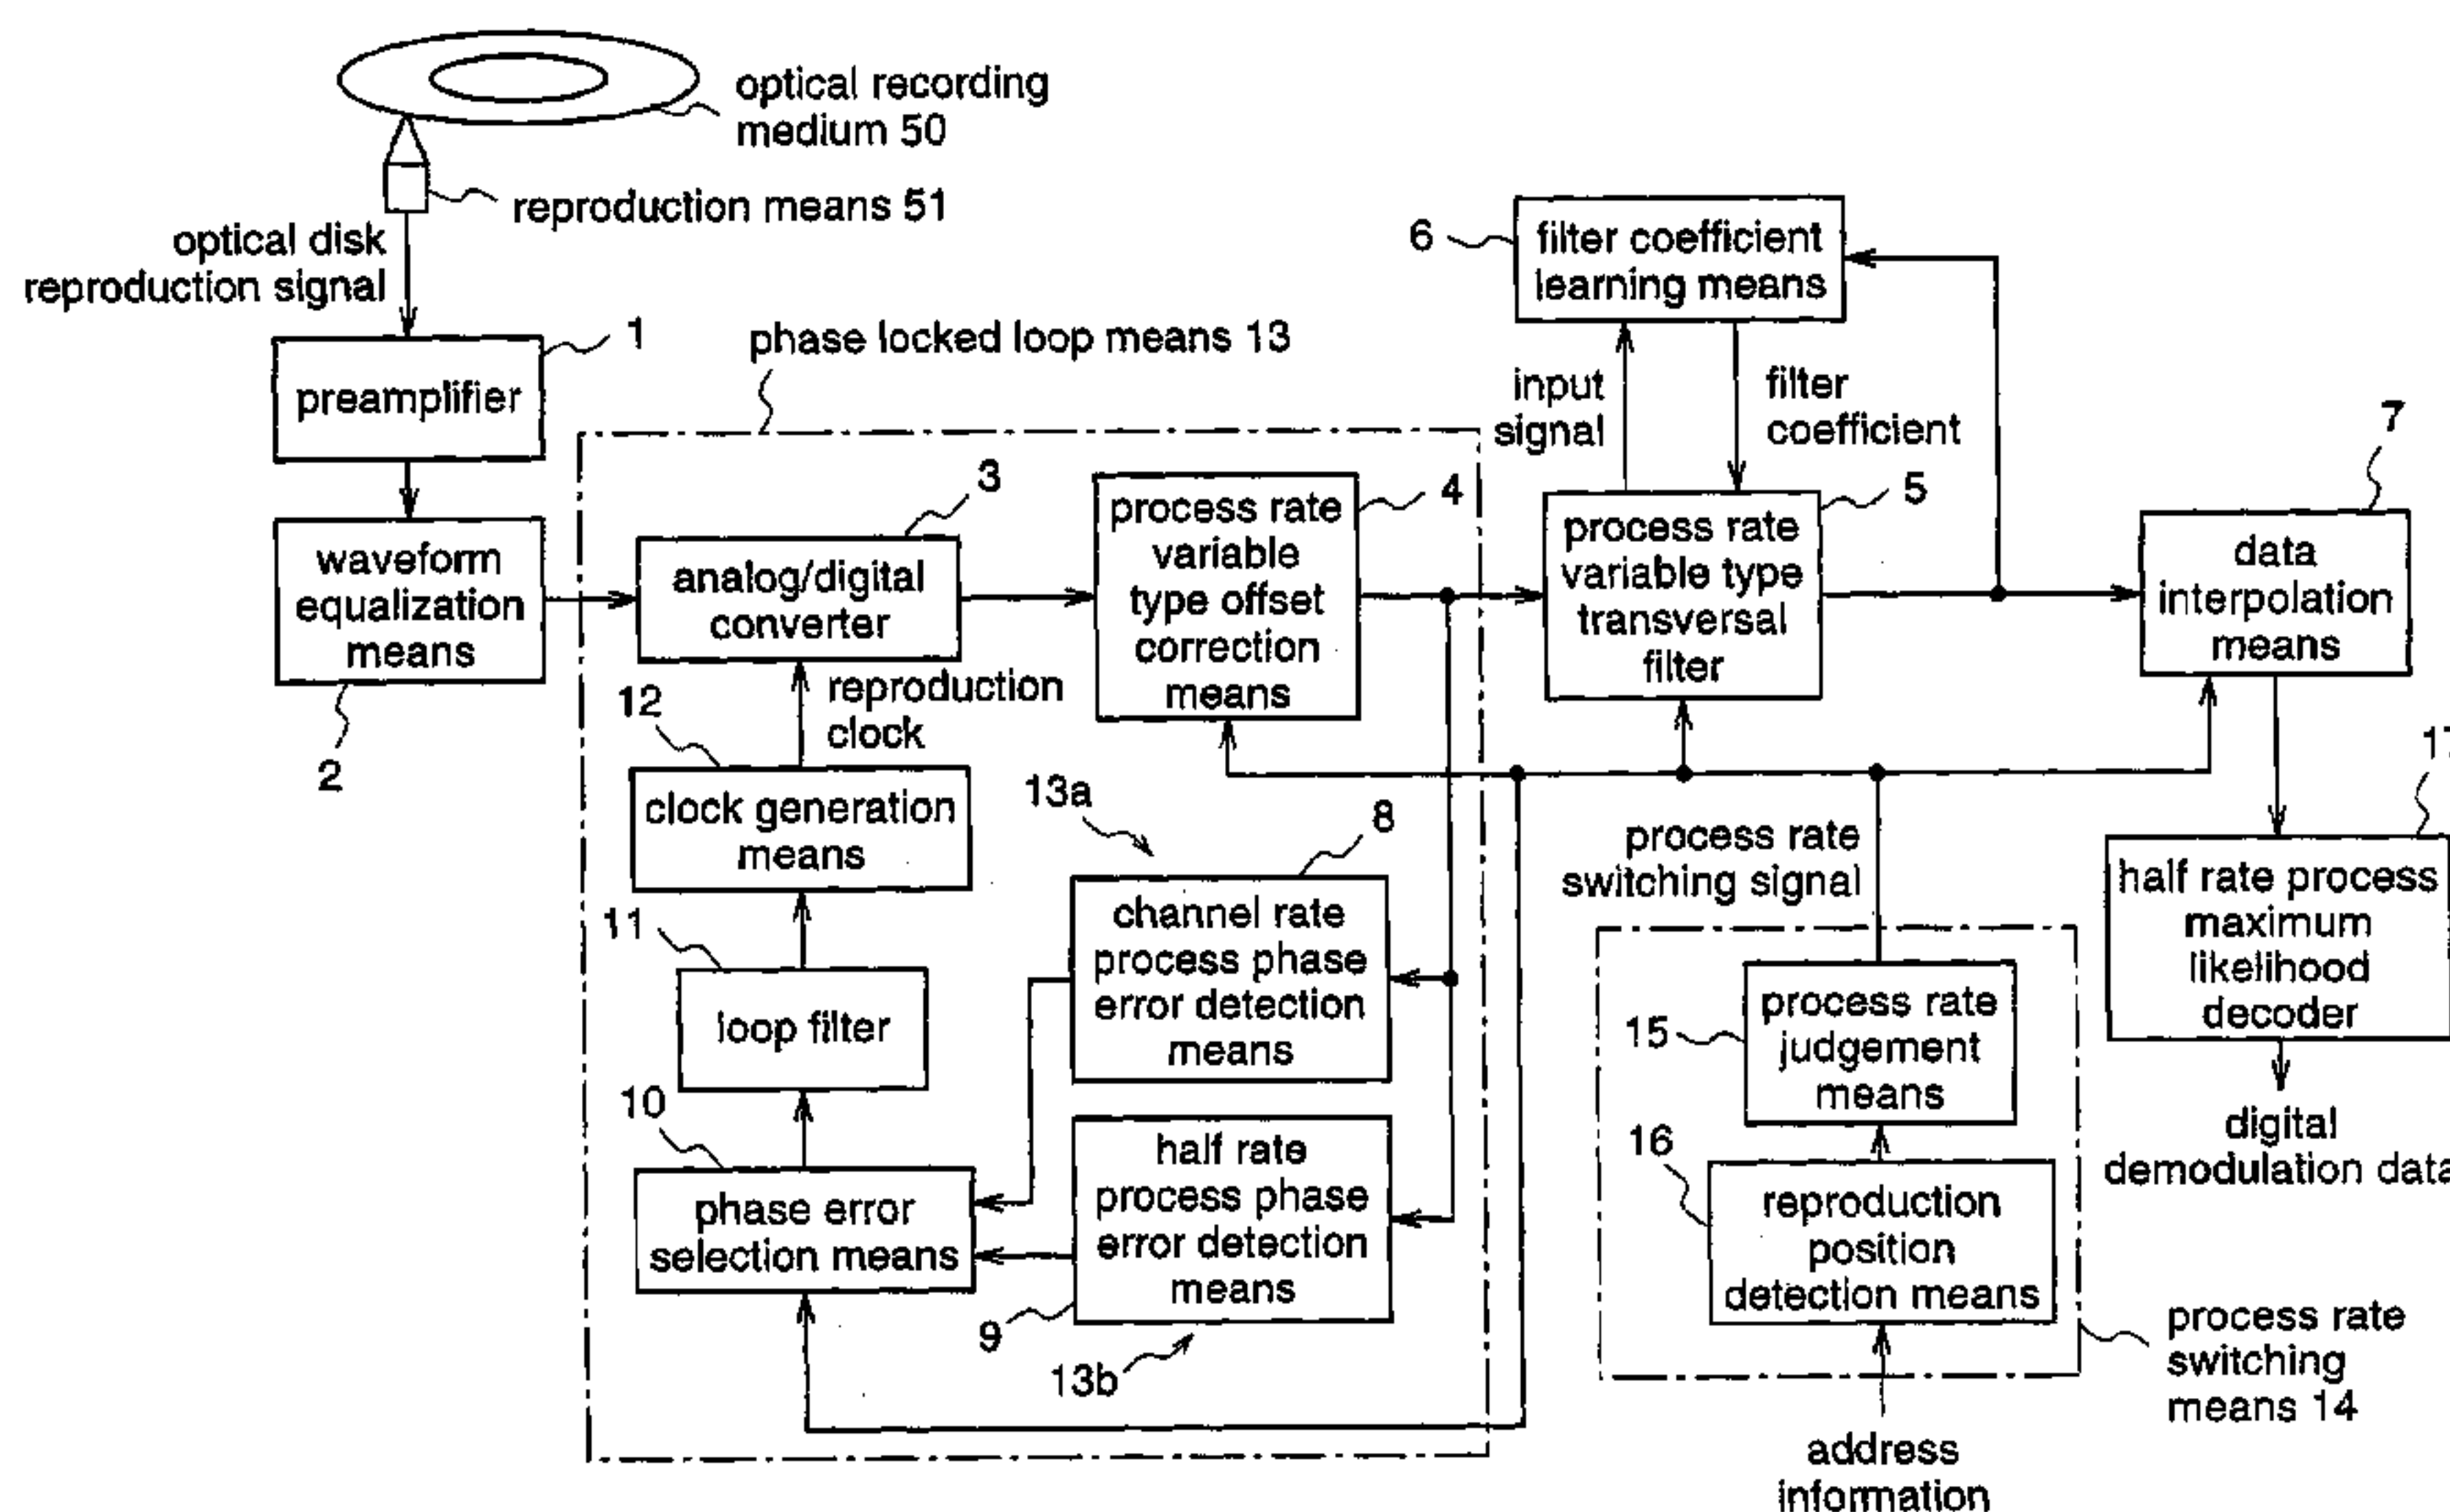 optical recording
medium 50
reproduction means 51
optical disk
reproduction signal
1
preamplifier
waveform
equalization
means
2
phase locked loop means 13
3
analog/digital
converter
4
process rate
variable
type offset
correction
means
reproduction
clock
12
clock generation
means
11
loop filter
10
phase error
selection means
13a
8
channel rate
process phase
error detection
means
half rate
process phase
error detection
means
9
13b
6
filter coefficient
learning means
input
signal
filter
coefficient
5
process rate
variable type
transversal
filter
7
data
interpolation
means
17
half rate process
maximum
likelihood
decoder
digital
demodulation data
process rate
switching signal
15
process rate
judgement
means
16
reproduction
position
detection means
process rate
switching
means 14
address
information